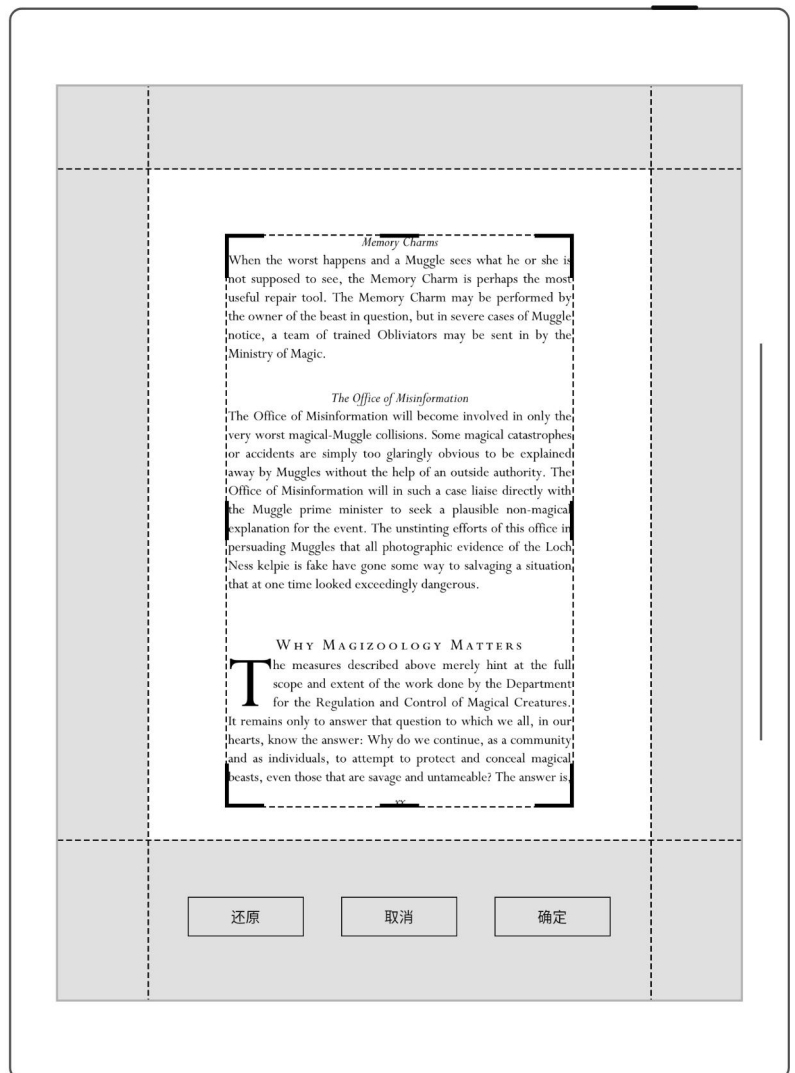 Memory Charms
When the worst happens and a Muggle sees what he or she is
not supposed to see, the Memory Charm is perhaps the most
useful repair tool. The Memory Charm may be performed by
the owner of the beast in question, but in severe cases of Muggle
notice, a team of trained Obliviators may be sent in by the
Ministry of Magic.
The Office of Misinformation
The Office of Misinformation will become involved in only the
very worst magical-Muggle collisions. Some magical catastrophes
or accidents are simply too glaringly obvious to be explained
away by Muggles without the help of an outside authority. The
Office of Misinformation will in such a case liaise directly with
the Muggle prime minister to seek a plausible non-magical
explanation for the event. The unstinting efforts of this office in
persuading Muggles that all photographic evidence of the Loch
Ness kelpie is fake have gone some way to salvaging a situation
that at one time looked exceedingly dangerous.
WHY MAGIZOOLOGY MATTERS
The measures described above merely hint at the full
scope and extent of the work done by the Department
for the Regulation and Control of Magical Creatures.
It remains only to answer that question to which we all, in our
hearts, know the answer: Why do we continue, as a community
and as individuals, to attempt to protect and conceal magical
beasts, even those that are savage and untameable? The answer is,
xx
还原 取消 确定